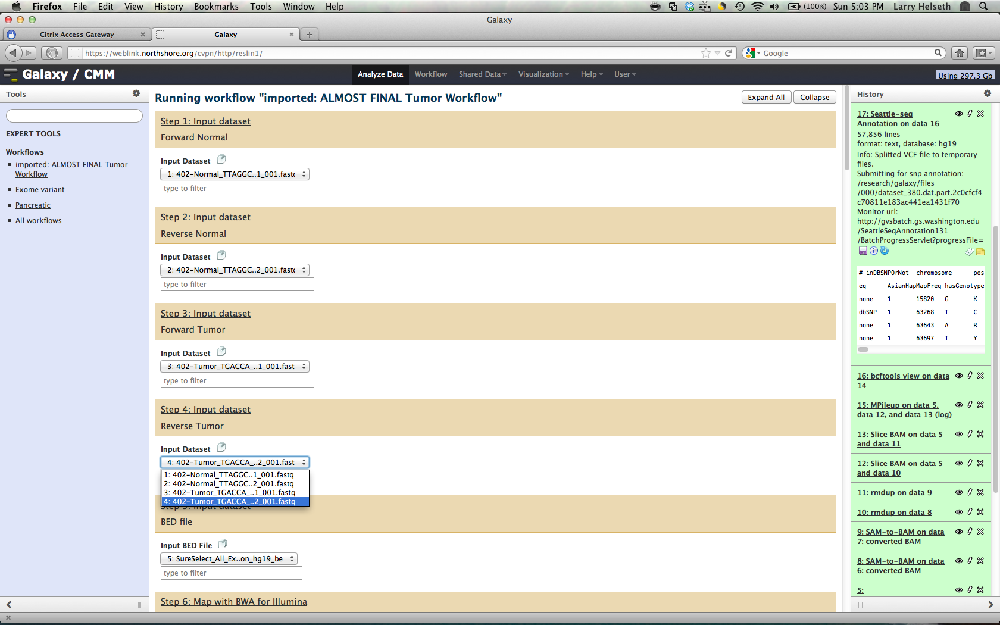 Firefox File Edit View History Bookmarks Tools Window Help
(100%) Sun 5:03 PM Larry Helseth
Galaxy
Citrix Access Gateway
Galaxy
https://weblink.northshore.org/cvpn/http/reslin1/
Google
Galaxy / CMM
Analyze Data Workflow Shared Data Visualization Help User
Using 297.3 Gb
Tools
EXPERT TOOLS
Workflows
imported: ALMOST FINAL Tumor
Workflow
Exome variant
Pancreatic
All workflows
Running workflow "imported: ALMOST FINAL Tumor Workflow"
Expand All Collapse
Step 1: Input dataset
Forward Normal
Input Dataset
1: 402-Normal_TTAGGC..1_001.fastq
type to filter
Step 2: Input dataset
Reverse Normal
Input Dataset
2: 402-Normal_TTAGGC..2_001.fastq
type to filter
Step 3: Input dataset
Forward Tumor
Input Dataset
3: 402-Tumor_TGACCA_..1_001.fast
type to filter
Step 4: Input dataset
Reverse Tumor
Input Dataset
4: 402-Tumor_TGACCA_..2_001.fast
1: 402-Normal_TTAGGC..1_001.fastq
2: 402-Normal_TTAGGC..2_001.fastq
3: 402-Tumor_TGACCA_..1_001.fastq
4: 402-Tumor_TGACCA_..2_001.fastq
Step 5: Input dataset
BED file
Input BED File
5: SureSelect_All_Ex..on_hg19_be
type to filter
Step 6: Map with BWA for Illumina
History
17: Seattle-seq
Annotation on data 16
57,856 lines
format: text, database: hg19
Info: Splitted VCF file to temporary
files.
Submitting for snp annotation:
/research/galaxy/files
/000/dataset_380.dat.part.2c0cfcf4
c70811e183ac441ea1431f70
Monitor url:
http://gvsbatch.gs.washington.edu
/SeattleSeqAnnotation131
/BatchProgressServlet?progressFile=
# inDBSNPOrNot chromosome pos
eq AsianHapMapFreq hasGenotypes
none 1 15820 G K
dbSNP 1 63268 T C
none 1 63643 A R
none 1 63697 T Y
16: bcftools view on data
14
15: MPileup on data 5,
data 12, and data 13 (log)
13: Slice BAM on data 5
and data 11
12: Slice BAM on data 5
and data 10
11: rmdup on data 9
10: rmdup on data 8
9: SAM-to-BAM on data
7: converted BAM
8: SAM-to-BAM on data
6: converted BAM
5: